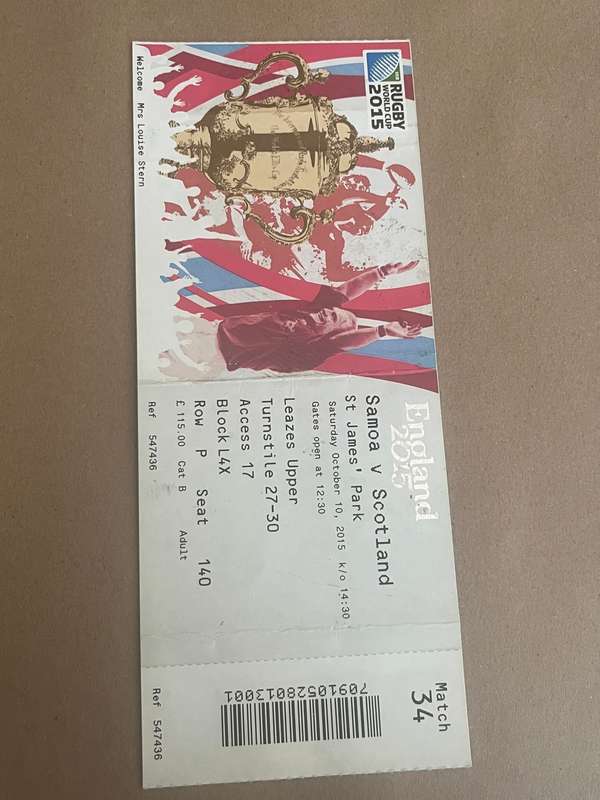 RUGBY
WORLD CUP
2015
Welcome Mrs Louise Stern
England
2015
Samoa v Scotland
St James' Park
Saturday October 10, 2015 k/o 14:30
Gates open at 12:30
Leazes Upper
Turnstile 27-30
Access 17
Block L4X
Row P Seat 140
£ 115.00 Cat B Adult
Ref 547436
Match
34
70910528013001
Ref 547436